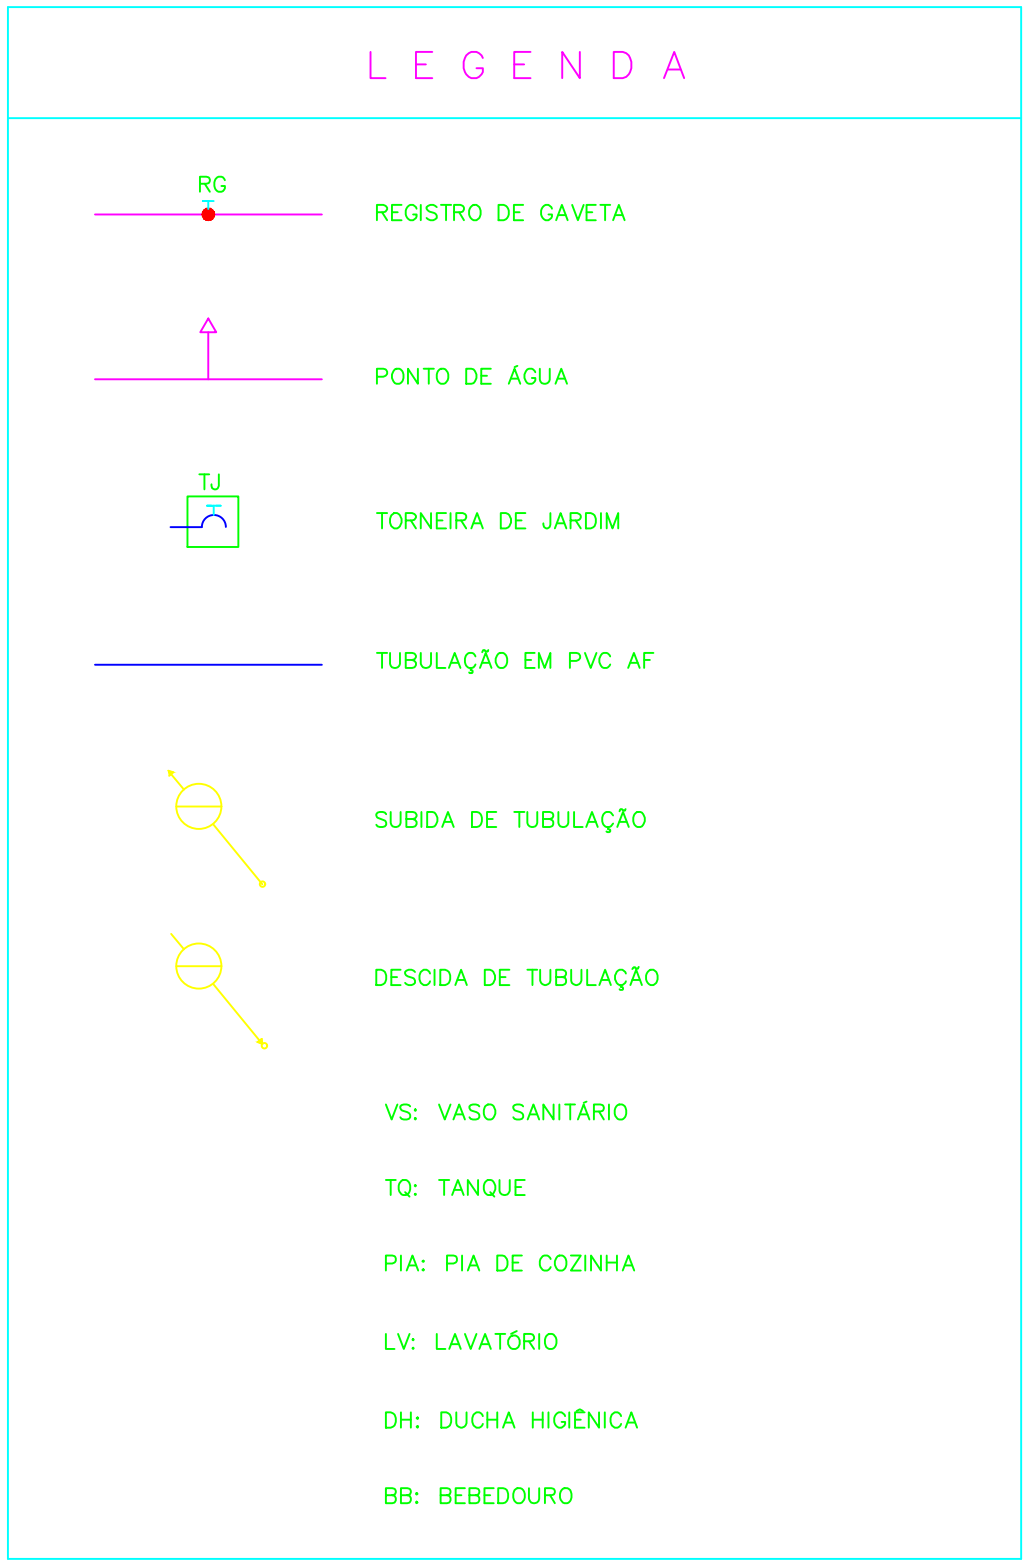 L E G E N D A
RG
REGISTRO DE GAVETA
PONTO DE ÁGUA
TJ
TORNEIRA DE JARDIM
TUBULAÇÃO EM PVC AF
SUBIDA DE TUBULAÇÃO
DESCIDA DE TUBULAÇÃO
VS: VASO SANITÁRIO
TQ: TANQUE
PIA: PIA DE COZINHA
LV: LAVATÓRIO
DH: DUCHA HIGIÊNICA
BB: BEBEDOURO